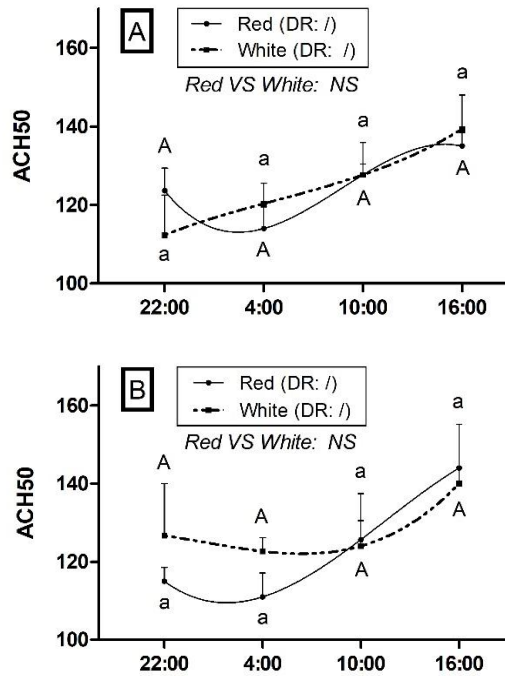 A
Red (DR: /)
White (DR: /)
Red VS White: NS
ACH50
160
140
120
100
A
a
a
A
a
A
a
A
22:00
4:00
10:00
16:00
B
Red (DR: /)
White (DR: /)
Red VS White: NS
ACH50
160
140
120
100
A
a
A
a
a
A
a
A
22:00
4:00
10:00
16:00